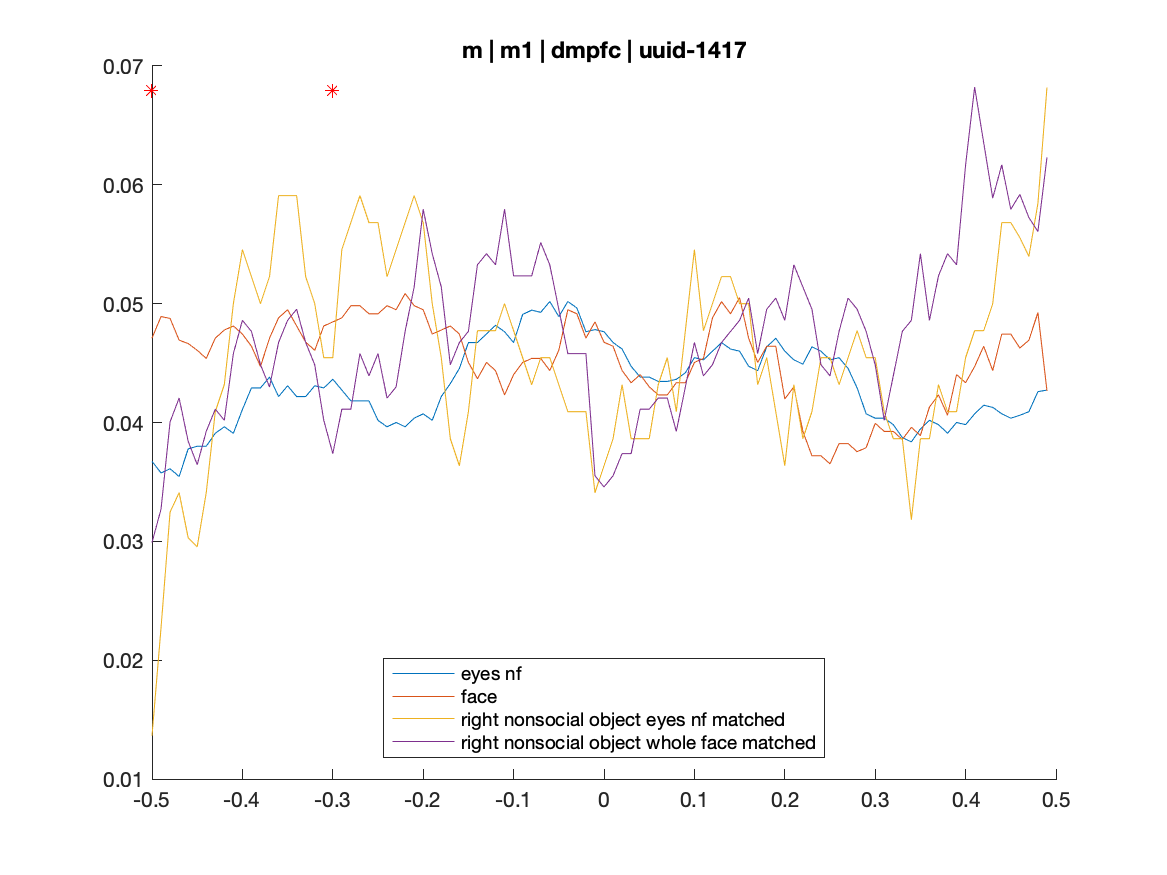 m | m1 | dmpfc | uuid-1417
0.07
0.06
0.05
0.04
0.03
0.02
0.01
eyes nf
face
right nonsocial object eyes nf matched
right nonsocial object whole face matched
-0.5 -0.4 -0.3 -0.2 -0.1 0 0.1 0.2 0.3 0.4 0.5